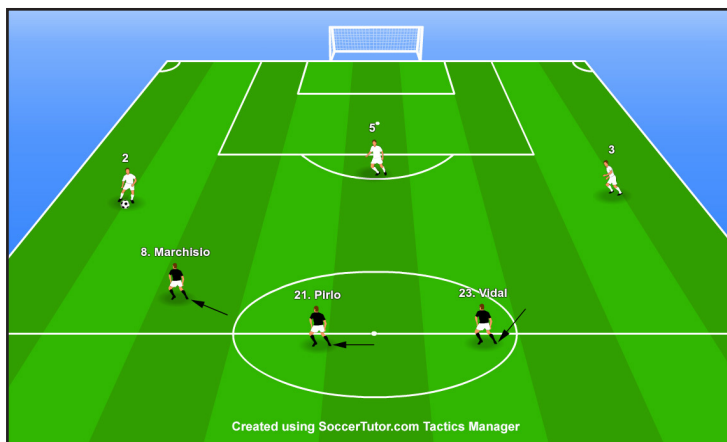 5
2
3
8. Marchisio
21. Pirlo
23. Vidal
Created using SoccerTutor.com Tactics Manager